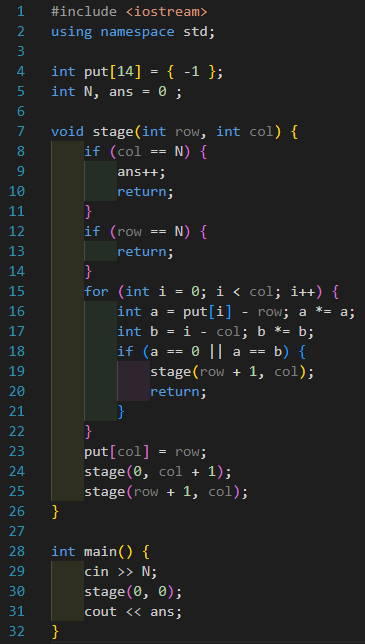 1 #include <iostream>
2 using namespace std;
3
4 int put[14] = { -1 };
5 int N, ans = 0 ;
6
7 void stage(int row, int col) {
8     if (col == N) {
9         ans++;
10         return;
11     }
12     if (row == N) {
13         return;
14     }
15     for (int i = 0; i < col; i++) {
16         int a = put[i] - row; a *= a;
17         int b = i - col; b *= b;
18         if (a == 0 || a == b) {
19             stage(row + 1, col);
20             return;
21         }
22     }
23     put[col] = row;
24     stage(0, col + 1);
25     stage(row + 1, col);
26 }
27
28 int main() {
29     cin >> N;
30     stage(0, 0);
31     cout << ans;
32 }